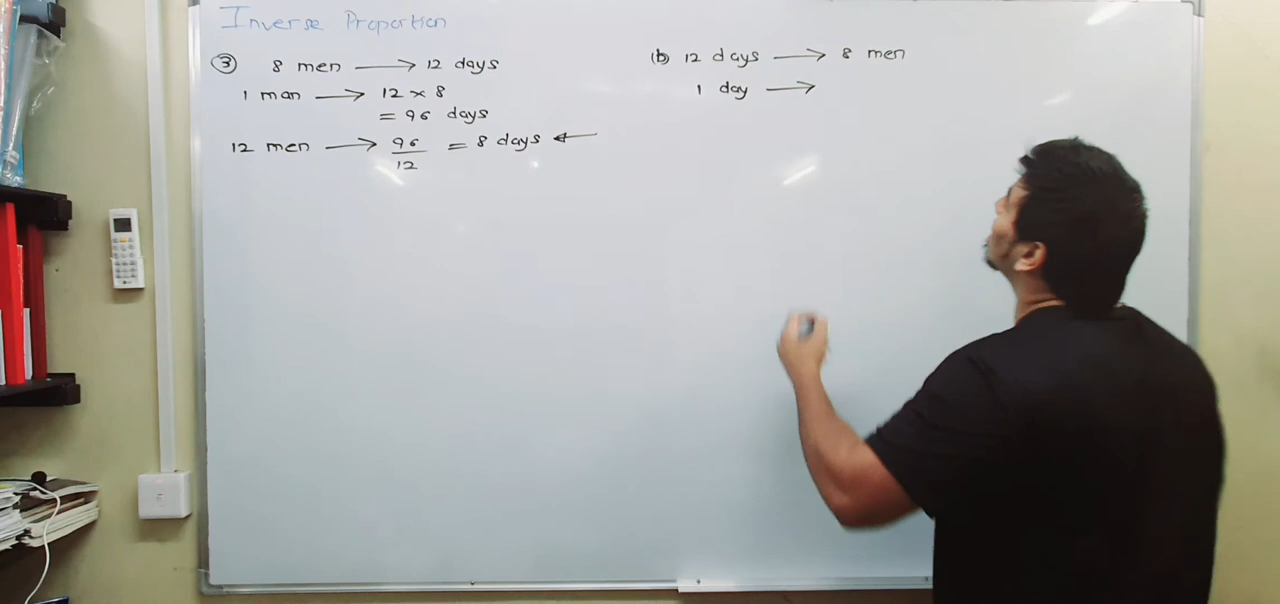 Inverse Proportion
③ 8 men ⟶ 12 days
1 man ⟶ 12 × 8
= 96 days
12 men ⟶ 96/12 = 8 days ←
(b) 12 days ⟶ 8 men
1 day ⟶